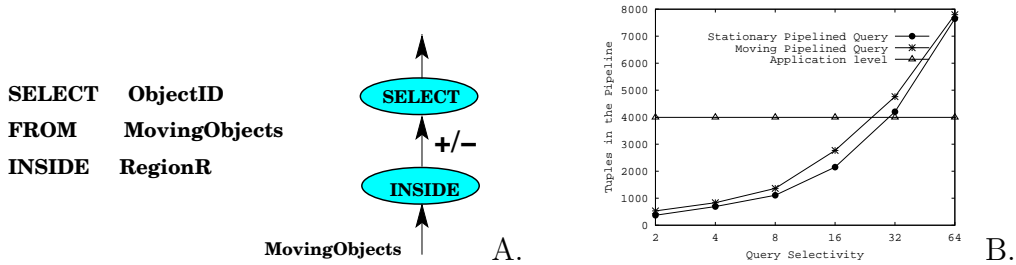 SELECT ObjectID
FROM MovingObjects
INSIDE RegionR
SELECT
+/−
INSIDE
MovingObjects
A.
8000
7000
6000
5000
4000
3000
2000
1000
0
Tuples in the Pipeline
Stationary Pipelined Query
Moving Pipelined Query
Application level
2 4 8 16 32 64
Query Selectivity
B.